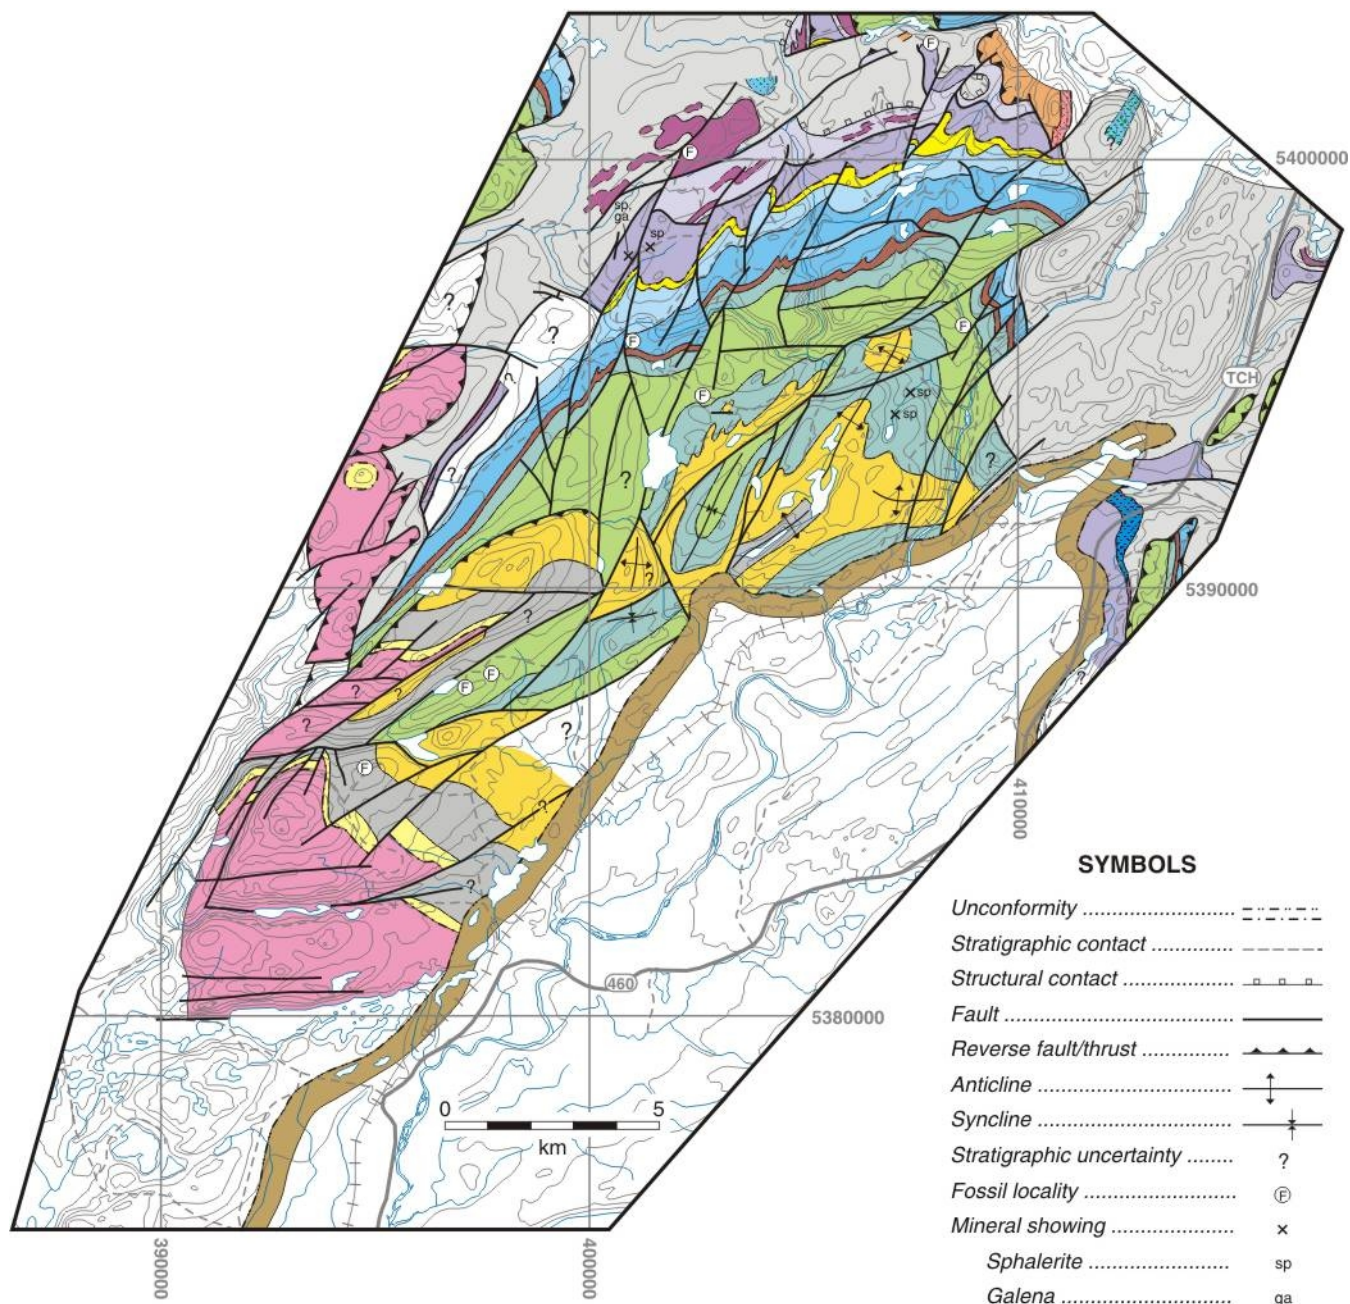 F
5400000
F
sp,
ga
sp
?
?
F
F
TCH
?
F
sp
sp
?
?
?
?
5390000
?
F
F
?
?
?
?
?
F
?
410000
?
SYMBOLS
Unconformity
Stratigraphic contact
Structural contact
460
Fault
5380000
Reverse fault/thrust
Anticline
0 5
Syncline
km
Stratigraphic uncertainty ?
Fossil locality F
Mineral showing ×
Sphalerite sp
Galena ga
3900000
400000